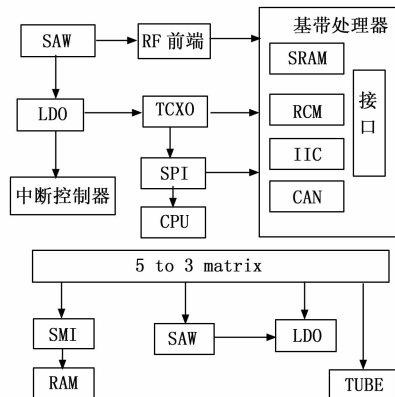 SAW
RF 前端
基带处理器
SRAM
LDO
TCXO
RCM
接
口
中断控制器
SPI
IIC
CPU
CAN
5 to 3 matrix
SMI
SAW
LDO
RAM
TUBE